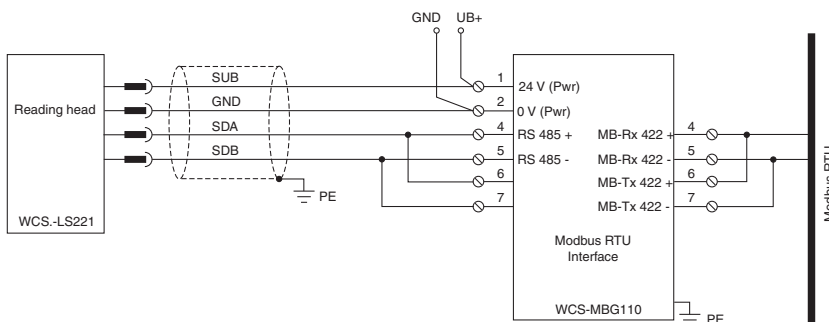 GND UB+
Reading head
WCS.-LS221
SUB
GND
SDA
SDB
PE
1 24 V (Pwr)
2 0 V (Pwr)
4 RS 485 +
5 RS 485 -
6
7
MB-Rx 422 + 4
MB-Rx 422 - 5
MB-Tx 422 + 6
MB-Tx 422 - 7
Modbus RTU
Interface
WCS-MBG110
PE
Modbus RTU